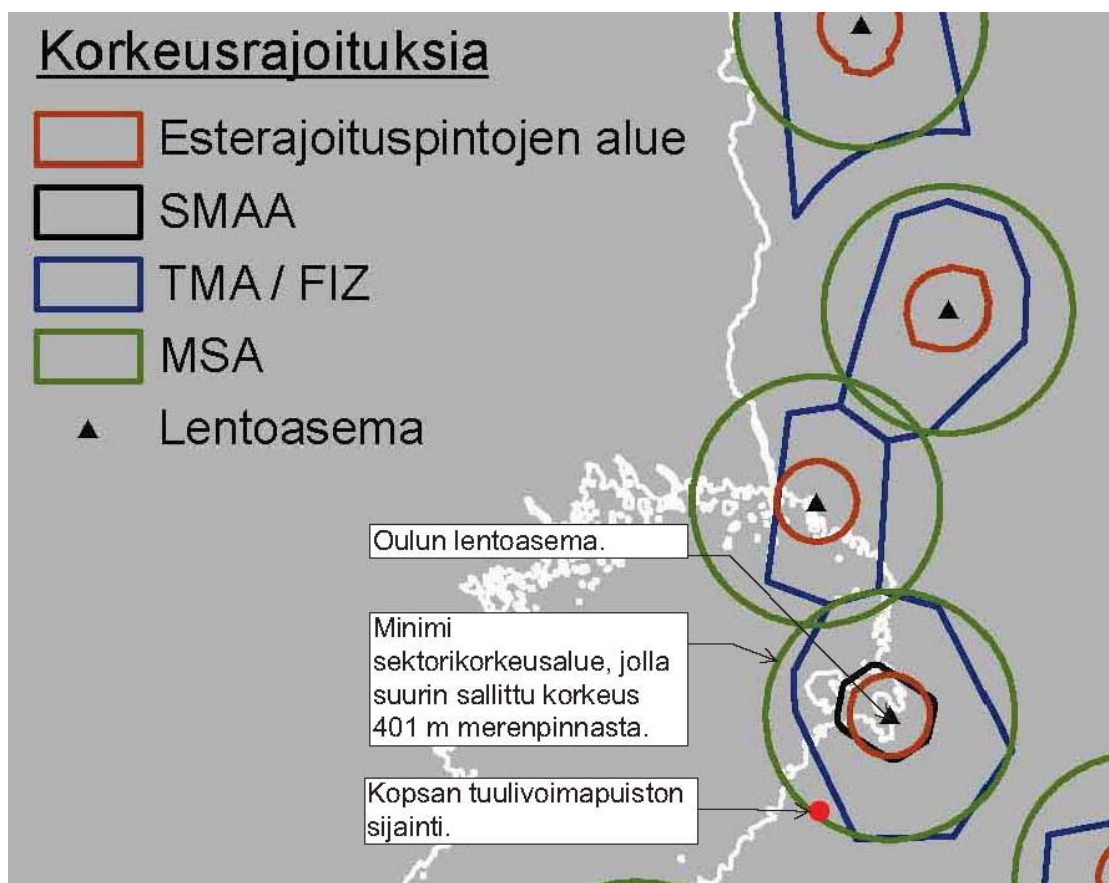 Korkeusrajoituksia
Esterajoituspintojen alue
SMAA
TMA / FIZ
MSA
Lentoasema
Oulun lentoasema.
Minimi
sektorikorkeusalue, jolla
suurin sallittu korkeus
401 m merenpinnasta.
Kopsan tuulivoimapuiston
sijainti.